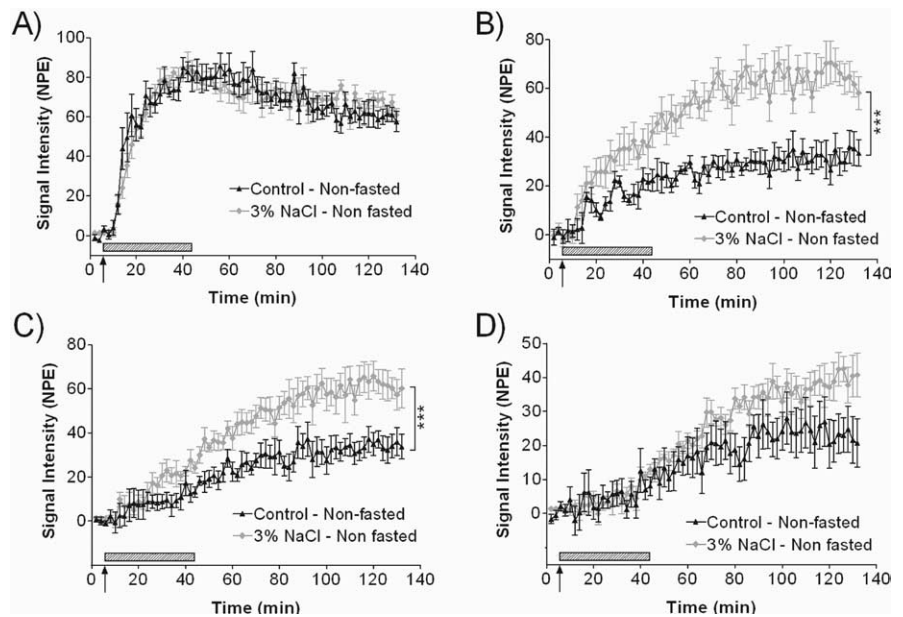 A)
Signal Intensity (NPE)
100
80
60
40
20
0
Control - Non-fasted
3% NaCl - Non fasted
0 20 40 60 80 100 120 140
Time (min)
B)
Signal Intensity (NPE)
80
60
40
20
0
***
Control - Non-fasted
3% NaCl - Non fasted
0 20 40 60 80 100 120 140
Time (min)
C)
Signal Intensity (NPE)
80
60
40
20
0
***
Control - Non-fasted
3% NaCl - Non fasted
0 20 40 60 80 100 120 140
Time (min)
D)
Signal Intensity (NPE)
50
40
30
20
10
0
Control - Non-fasted
3% NaCl - Non fasted
0 20 40 60 80 100 120 140
Time (min)